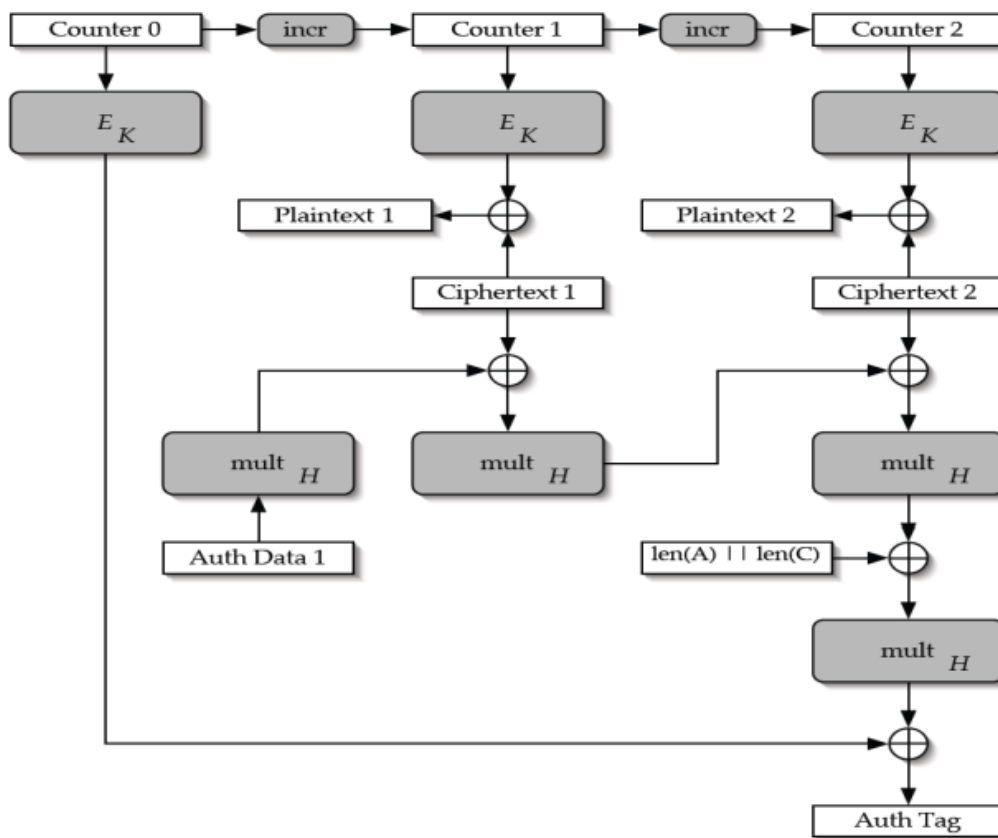 Counter 0
incr
Counter 1
incr
Counter 2
E K
E K
E K
Plaintext 1
Plaintext 2
Ciphertext 1
Ciphertext 2
mult H
mult H
mult H
Auth Data 1
len(A) || len(C)
mult H
Auth Tag